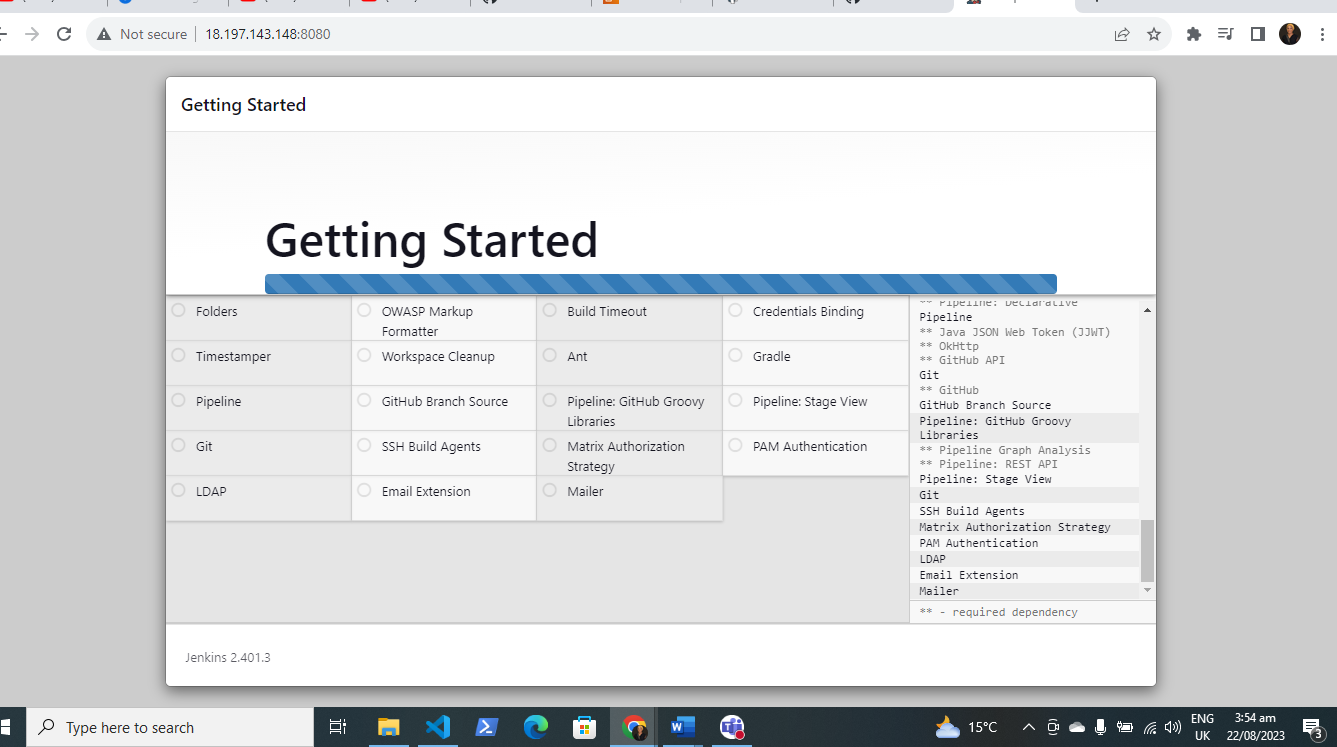 Not secure
18.197.143.148:8080
Getting Started
Getting Started
Folders
OWASP Markup
Formatter
Build Timeout
Credentials Binding
Timestamper
Workspace Cleanup
Ant
Gradle
Pipeline
GitHub Branch Source
Pipeline: GitHub Groovy
Libraries
Pipeline: Stage View
Git
SSH Build Agents
Matrix Authorization
Strategy
PAM Authentication
LDAP
Email Extension
Mailer
** Pipeline: Declarative
Pipeline
** Java JSON Web Token (JJWT)
** OkHttp
** GitHub API
Git
** GitHub
GitHub Branch Source
Pipeline: GitHub Groovy
Libraries
** Pipeline Graph Analysis
** Pipeline: REST API
Pipeline: Stage View
Git
SSH Build Agents
Matrix Authorization Strategy
PAM Authentication
LDAP
Email Extension
Mailer
** - required dependency
Jenkins 2.401.3
Type here to search
15°C
ENG
UK
3:54 am
22/08/2023
3